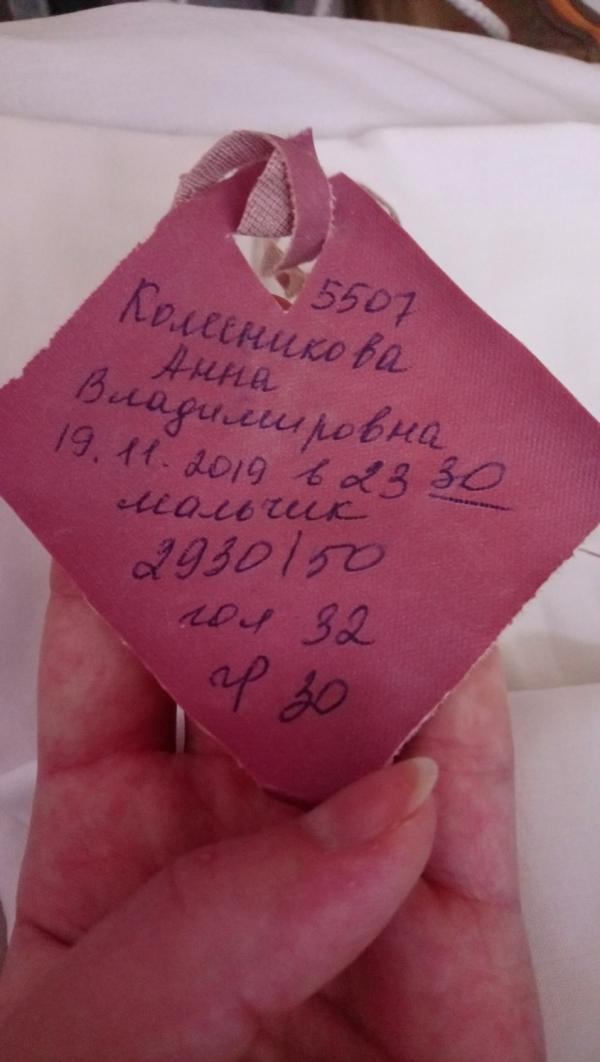 5507
Колесникова
Анна
Владимировна
19.11.2019 в 23 30
мальчик
2930/50
гол 32
гр 30